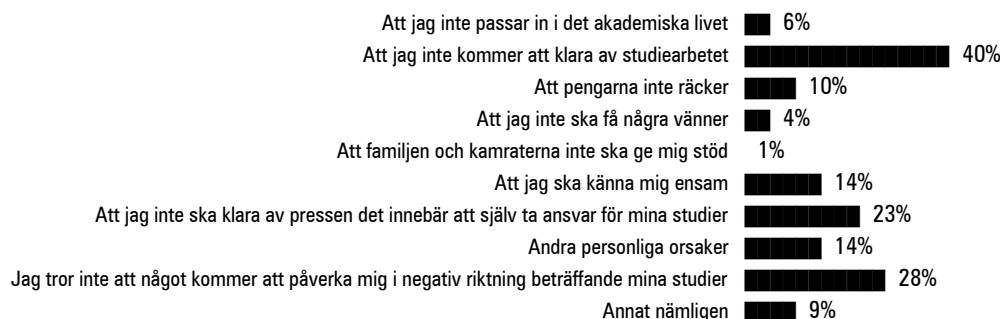 Att jag inte passar in i det akademiska livet 6%
Att jag inte kommer att klara av studiearbetet 40%
Att pengarna inte räcker 10%
Att jag inte ska få några vänner 4%
Att familjen och kamraterna inte ska ge mig stöd 1%
Att jag ska känna mig ensam 14%
Att jag inte ska klara av pressen det innebär att själv ta ansvar för mina studier 23%
Andra personliga orsaker 14%
Jag tror inte att något kommer att påverka mig i negativ riktning beträffande mina studier 28%
Annat nämligen 9%